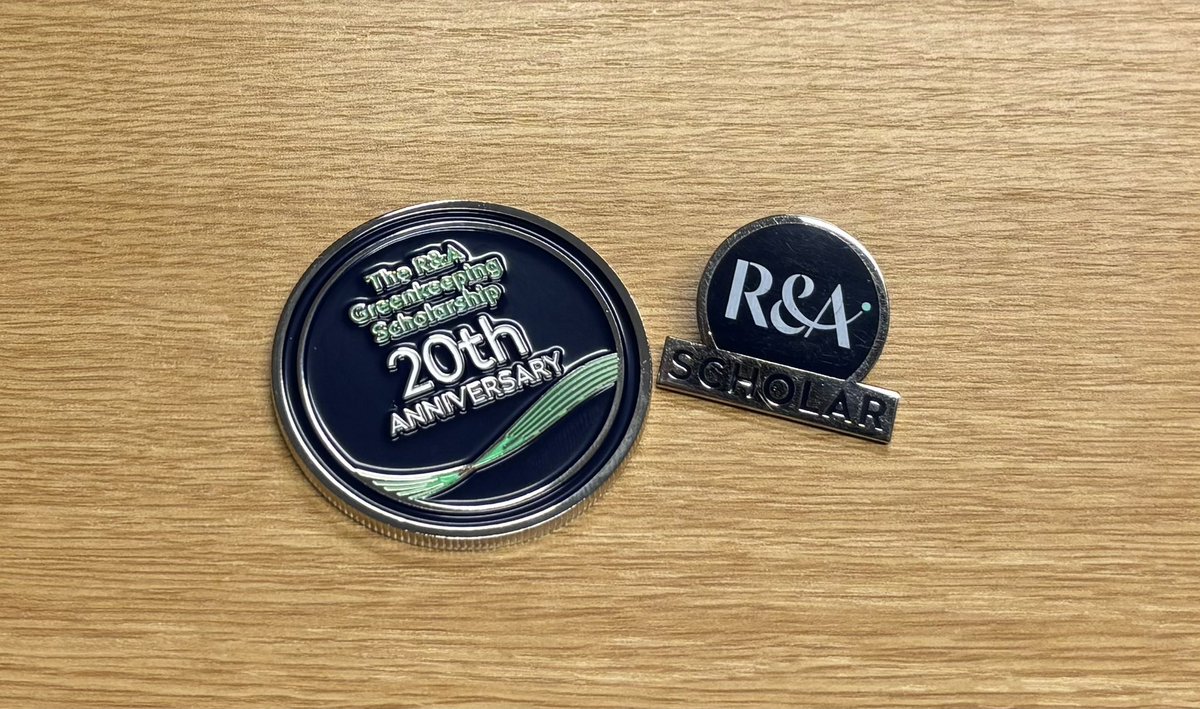 The R&A
Greenkeeping
Scholarship
20th
ANNIVERSARY
R&A
SCHOLAR